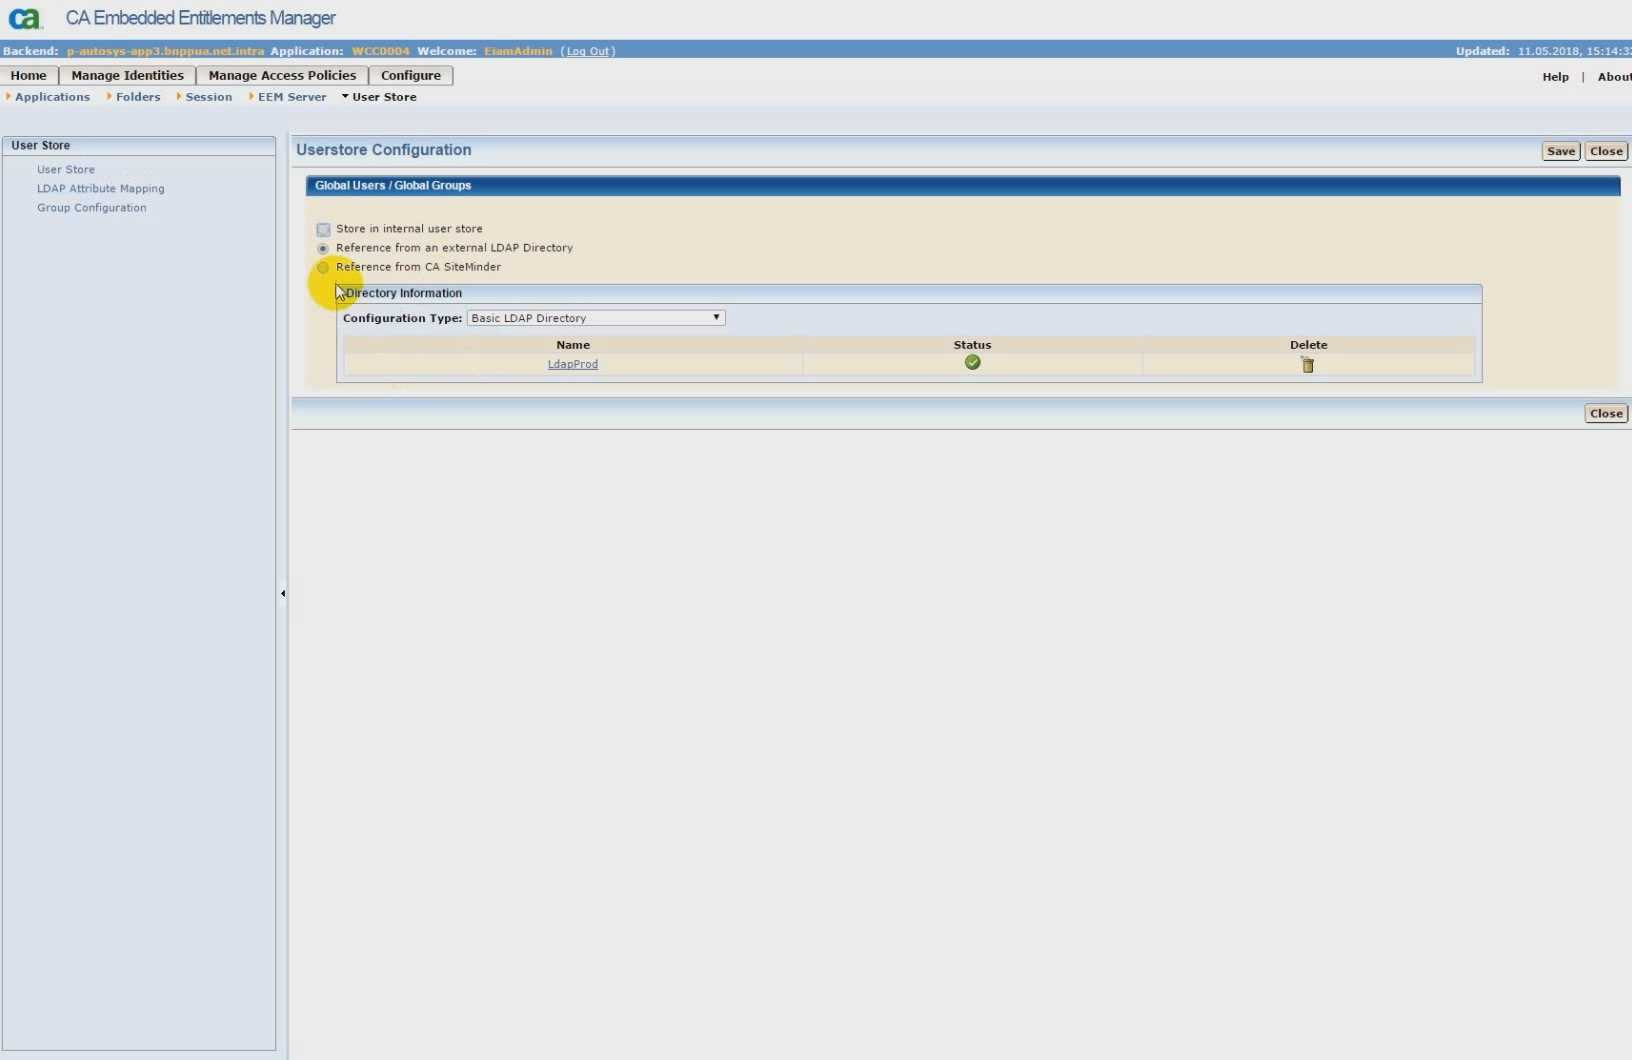 ca CA Embedded Entitlements Manager
Backend: p-autosys-app3.bnppua.net.intra Application: WCC0004 Welcome: EiamAdmin (Log Out) Updated: 11.05.2018, 15:14:3
Home Manage Identities Manage Access Policies Configure Help | About
Applications Folders Session EEM Server User Store
User Store
User Store
LDAP Attribute Mapping
Group Configuration
Userstore Configuration Save Close
Global Users / Global Groups
Store in internal user store
Reference from an external LDAP Directory
Reference from CA SiteMinder
Directory Information
Configuration Type: Basic LDAP Directory
Name Status Delete
LdapProd
Close